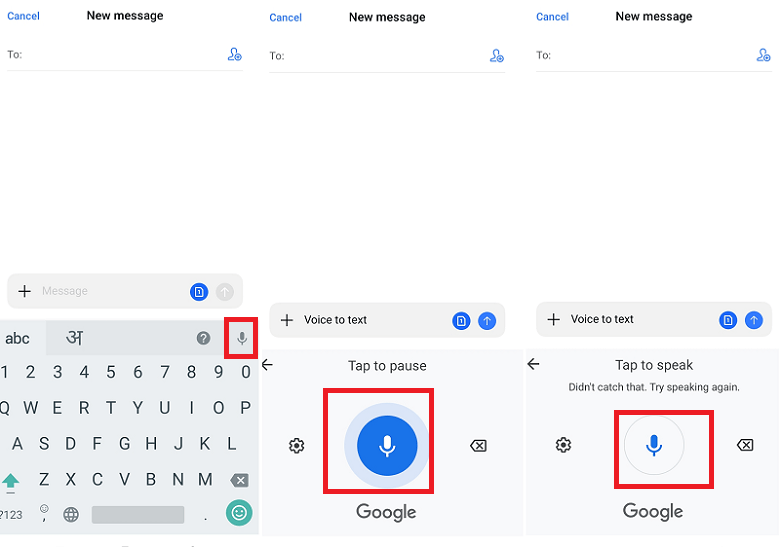 Cancel New message
To:
Message
abc अ ?
1 2 3 4 5 6 7 8 9 0
Q W E R T Y U I O P
A S D F G H J K L
Z X C V B N M
?123 , .
Cancel New message
To:
Voice to text
Tap to pause
Google
Cancel New message
To:
Voice to text
Tap to speak
Didn't catch that. Try speaking again.
Google